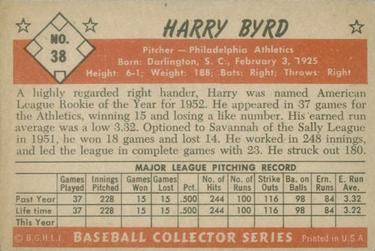 HARRY BYRD
NO.
38
Pitcher — Philadelphia Athletics
Born: Darlington, S. C., February 3, 1925
Height: 6-1; Weight: 188; Bats: Right; Throws: Right
A highly regarded right hander, Harry was named American
League Rookie of the Year for 1952. He appeared in 37 games for
the Athletics, winning 15 and losing a like number. His earned
run average was a low 3.32. Optioned to Savannah of the Sally League
in 1951, he won 18 games and lost 14. He worked in 248 innings,
and led the league in complete games with 23. He struck out 180.
MAJOR LEAGUE PITCHING RECORD
Games Played Innings Pitched Games Won Games Lost Pct. No. of Hits No. of Runs Strike Outs Ba. on Balls Ern. Runs E. Run Aver.
Past Year 37 228 15 15 .500 244 100 116 98 84 3.32
Life time 37 228 15 15 .500 244 100 116 98 84 3.32
This Year
© B.G.H.L.I. BASEBALL COLLECTOR SERIES Printed in U.S.A